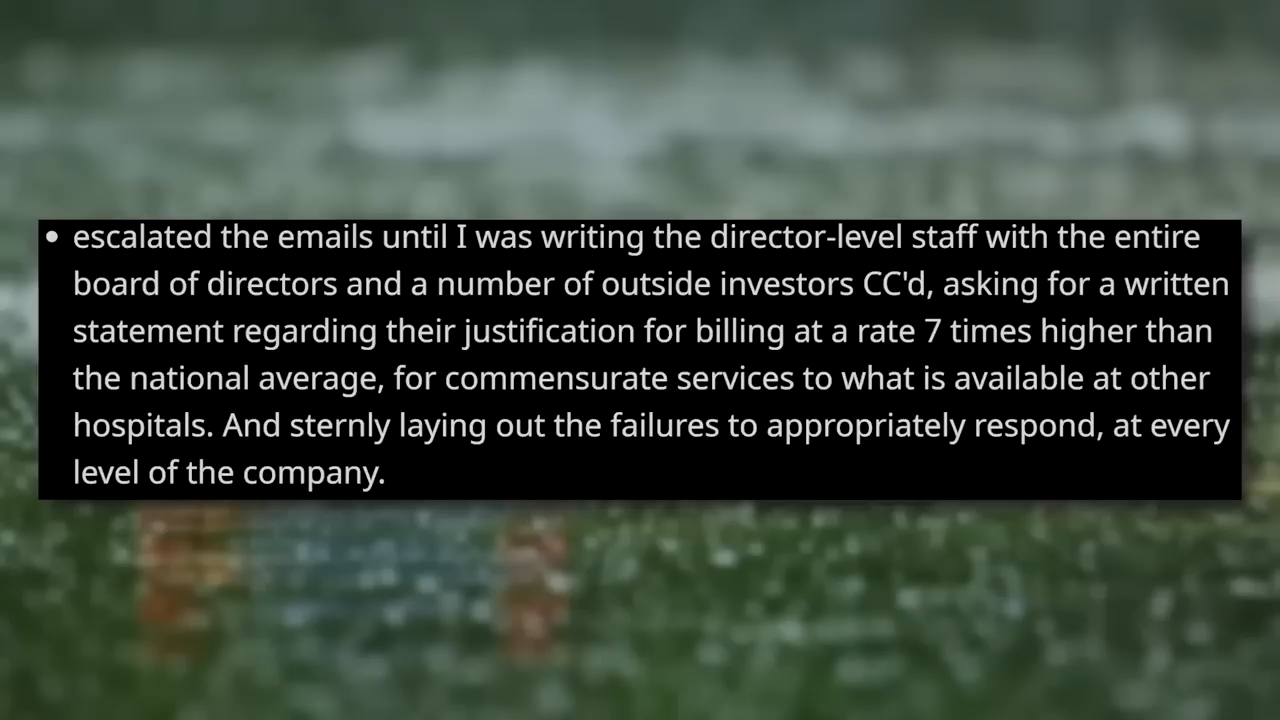 • escalated the emails until I was writing the director-level staff with the entire
board of directors and a number of outside investors CC'd, asking for a written
statement regarding their justification for billing at a rate 7 times higher than
the national average, for commensurate services to what is available at other
hospitals. And sternly laying out the failures to appropriately respond, at every
level of the company.